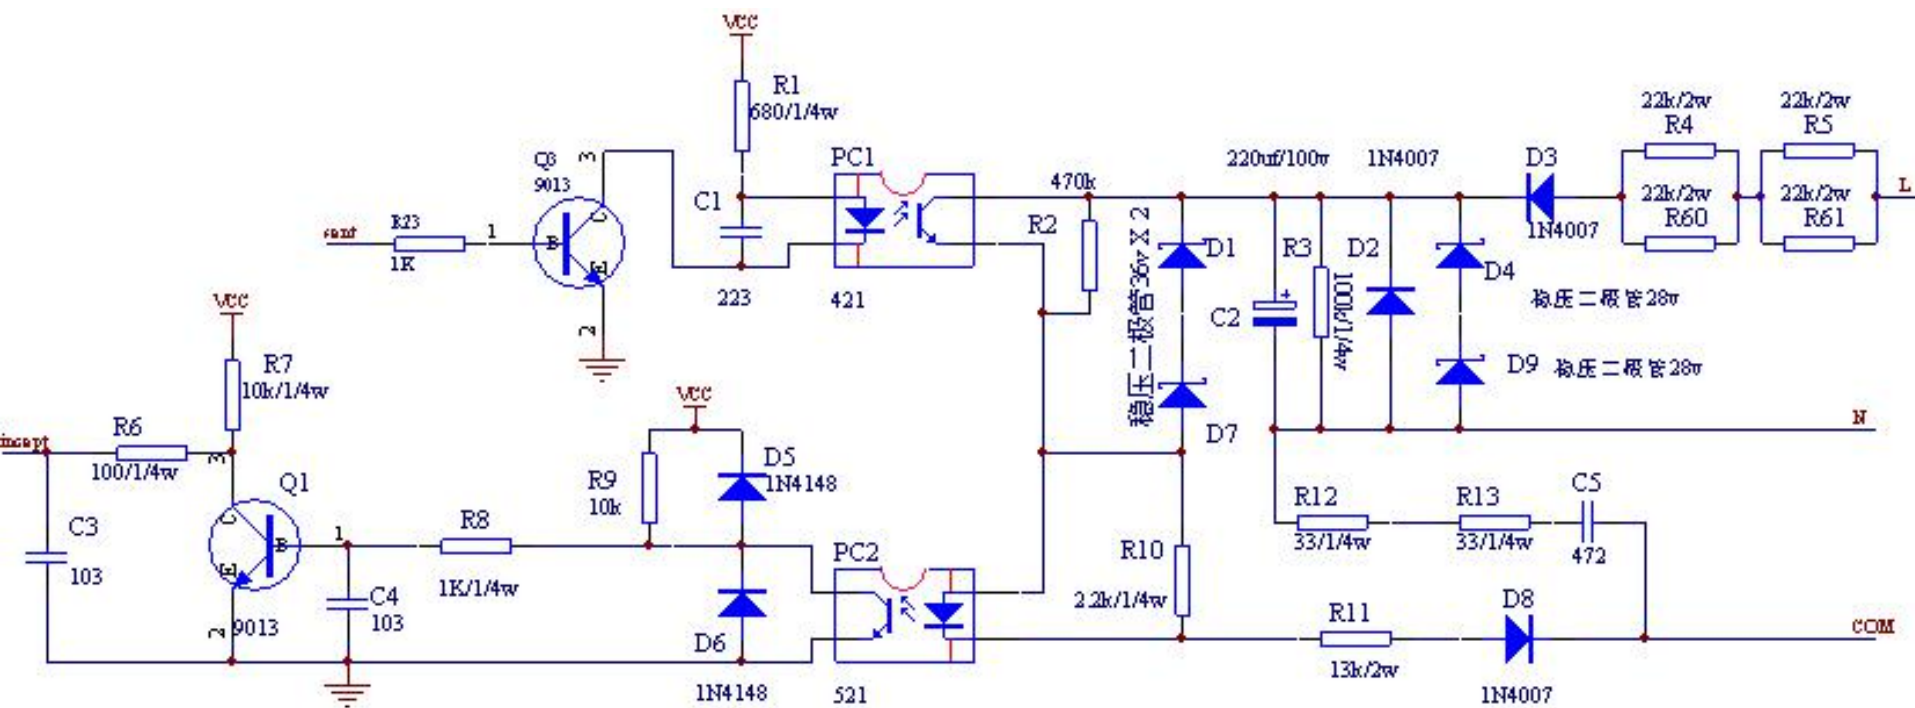 VCC
R1
680/1/4w
Q3
9013
3
C
B
E
2
R23
1K
1
C1
223
PC1
421
470k
R2
稳压二极管36v X 2
D1
D7
220uf/100v
C2
+
R3
100k/1/4w
1N4007
D2
D3
1N4007
22k/2w
R4
22k/2w
R60
22k/2w
R5
22k/2w
R61
L
D4
稳压二极管28v
D9
稳压二极管28v
N
VCC
R7
10k/1/4w
R6
100/1/4w
C3
103
Q1
3
C
B
E
2
9013
1
C4
103
R8
1K/1/4w
VCC
R9
10k
D5
1N4148
D6
1N4148
PC2
521
R10
2.2k/1/4w
R12
33/1/4w
R13
33/1/4w
C5
472
R11
13k/2w
D8
1N4007
COM